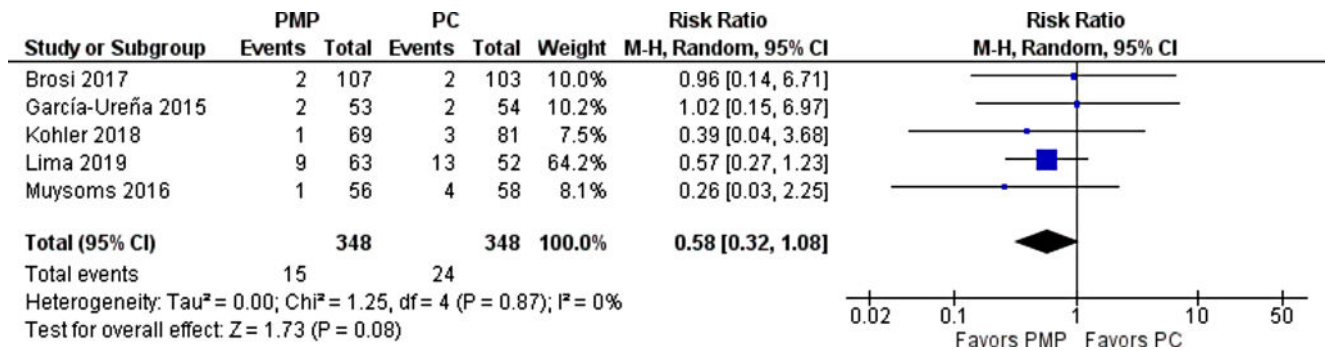 PMP PC Risk Ratio Risk Ratio
Study or Subgroup Events Total Events Total Weight M-H, Random, 95% CI M-H, Random, 95% CI
Brosi 2017 2 107 2 103 10.0% 0.96 [0.14, 6.71]
García-Ureña 2015 2 53 2 54 10.2% 1.02 [0.15, 6.97]
Kohler 2018 1 69 3 81 7.5% 0.39 [0.04, 3.68]
Lima 2019 9 63 13 52 64.2% 0.57 [0.27, 1.23]
Muysoms 2016 1 56 4 58 8.1% 0.26 [0.03, 2.25]
Total (95% CI) 348 348 100.0% 0.58 [0.32, 1.08]
Total events 15 24
Heterogeneity: Tau² = 0.00; Chi² = 1.25, df = 4 (P = 0.87); I² = 0%
Test for overall effect: Z = 1.73 (P = 0.08)
0.02 0.1 1 10 50
Favors PMP Favors PC